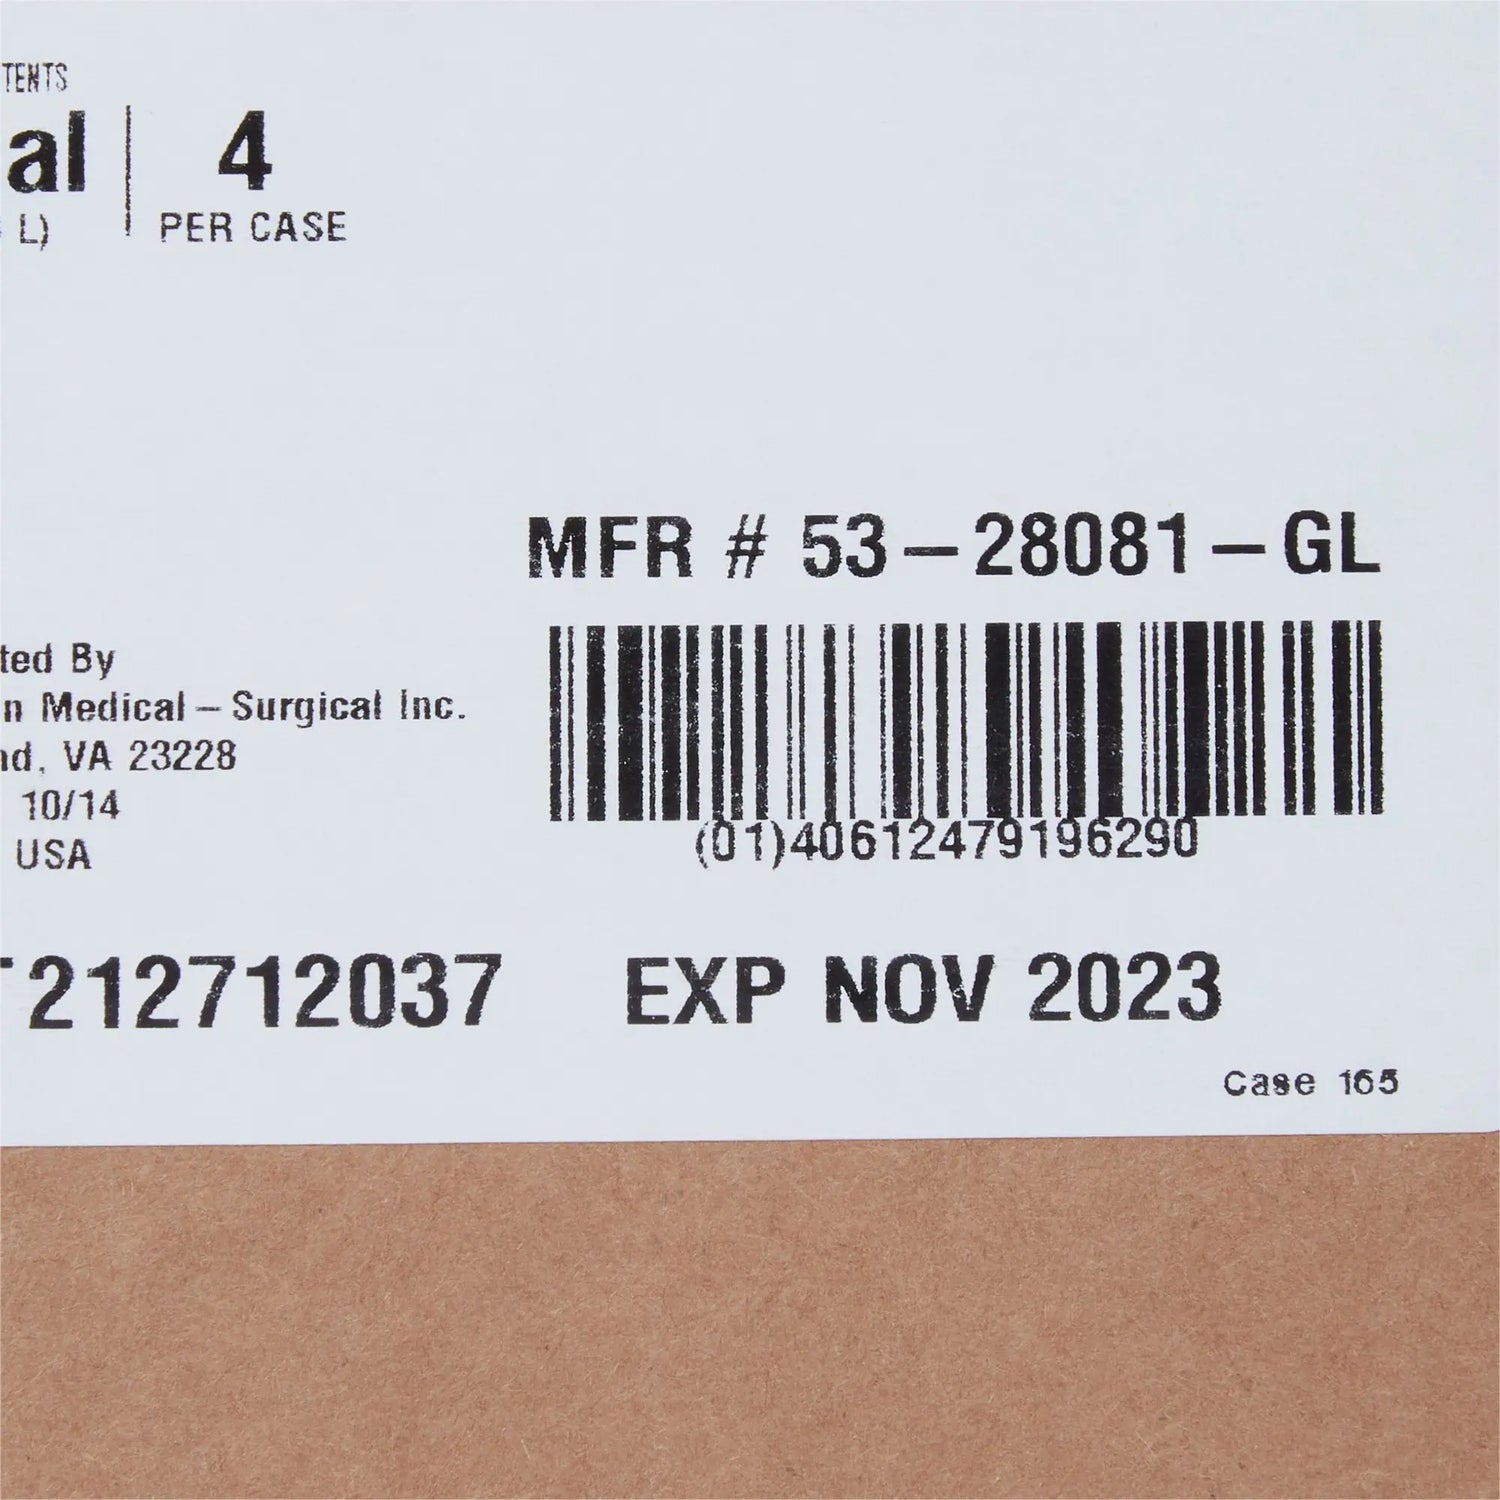 TENTS
al 4
L) PER CASE
MFR # 53-28081-GL
ted By
n Medical-Surgical Inc.
nd, VA 23228
10/14
USA
(01)40612479196290
T212712037 EXP NOV 2023
Case 165